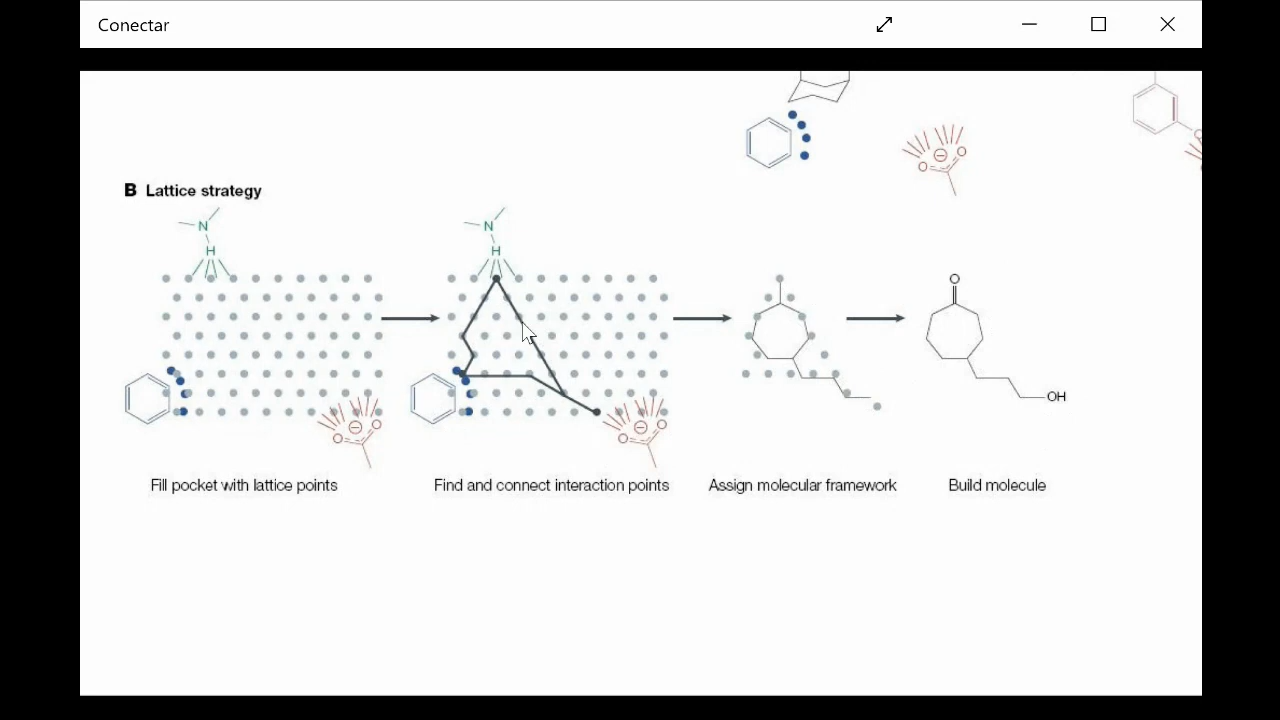 Conectar
O
O
O
B Lattice strategy
N
H
N
H
O
O
O
O
O
OH
Fill pocket with lattice points
Find and connect interaction points
Assign molecular framework
Build molecule